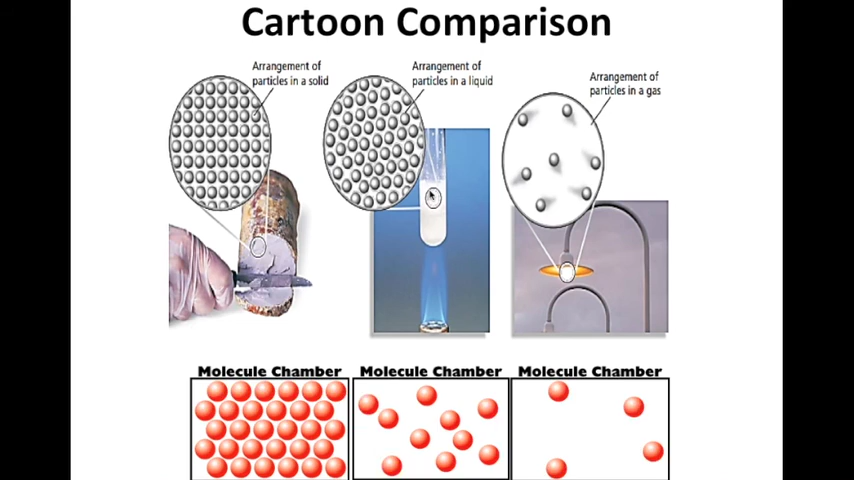 Cartoon Comparison
Arrangement of
particles in a solid
Arrangement of
particles in a liquid
Arrangement of
particles in a gas
Molecule Chamber
Molecule Chamber
Molecule Chamber